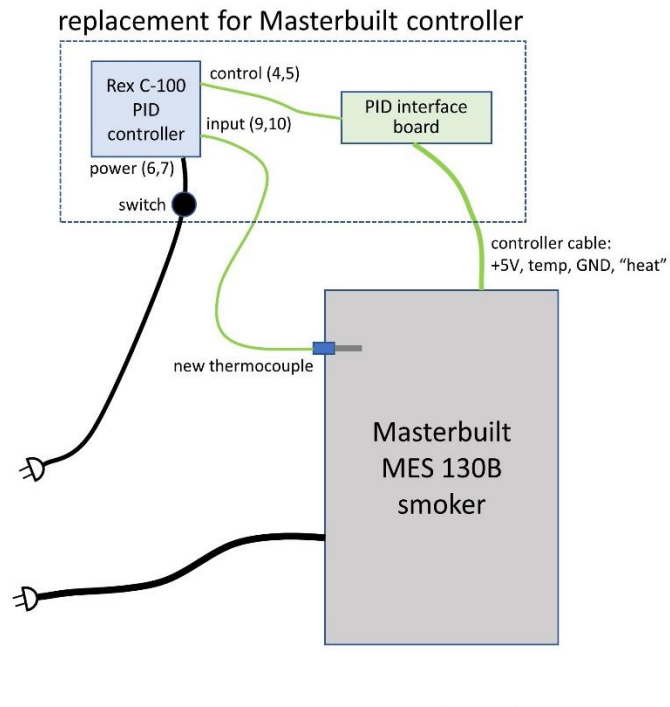 replacement for Masterbuilt controller
Rex C-100
PID
controller
control (4,5)
input (9,10)
PID interface
board
power (6,7)
switch
controller cable:
+5V, temp, GND, “heat”
new thermocouple
Masterbuilt
MES 130B
smoker